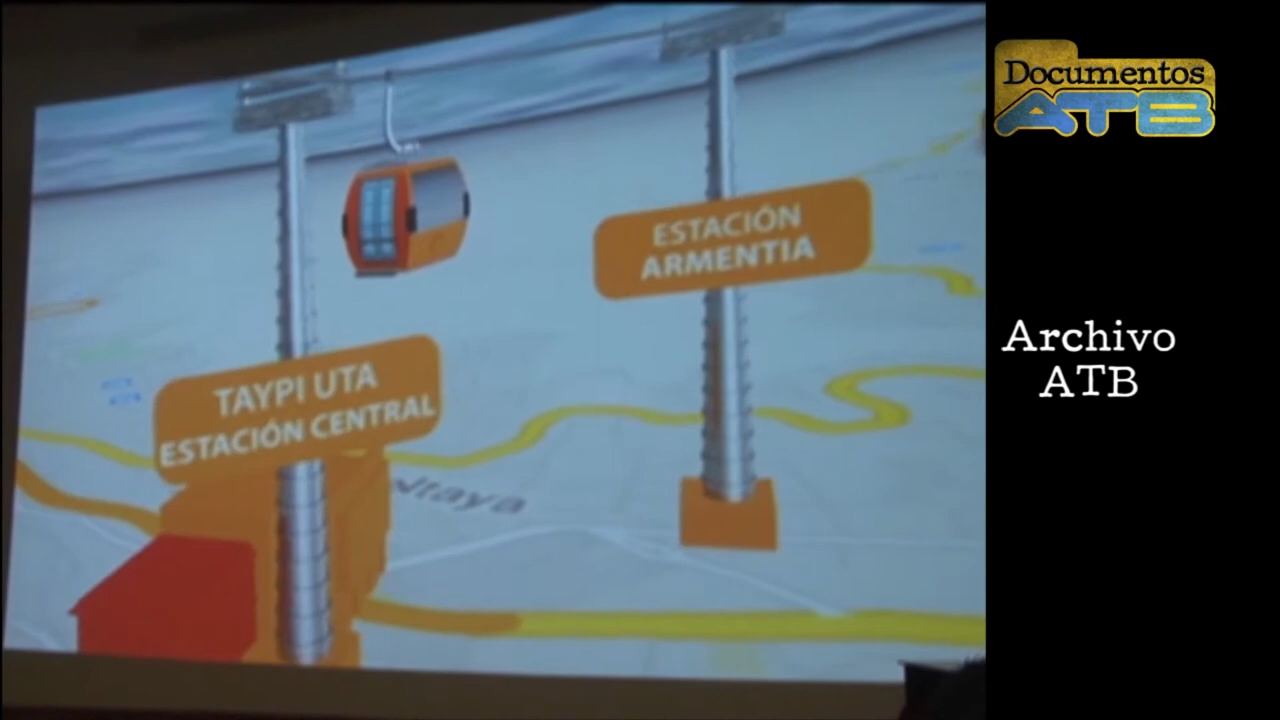 ESTACIÓN
ARMENTIA
TAYPI UTA
ESTACIÓN CENTRAL
Documentos
ATB
Archivo
ATB